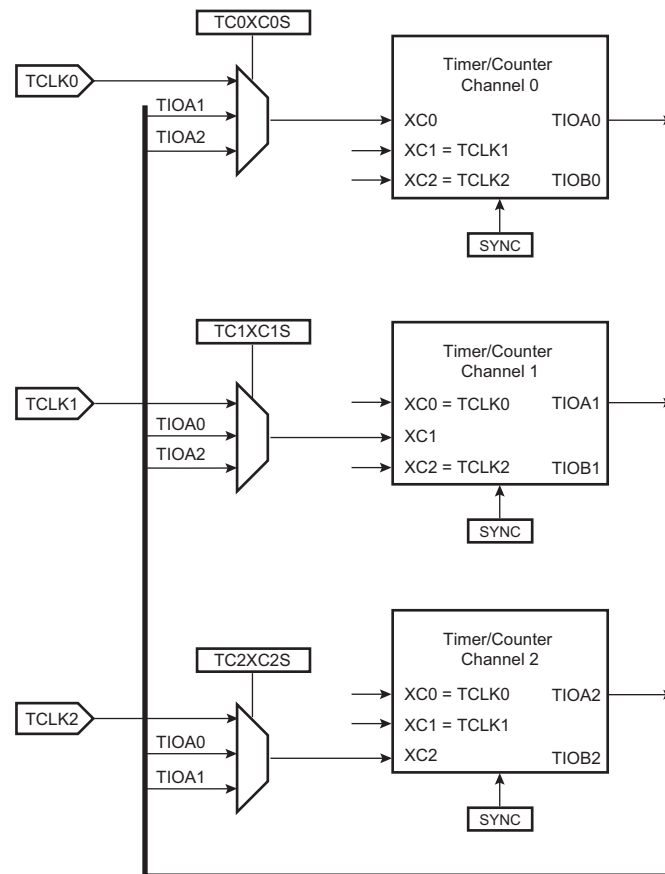 TC0XC0S
TCLK0
TIOA1
TIOA2
Timer/Counter
Channel 0
XC0
TIOA0
XC1 = TCLK1
XC2 = TCLK2
TIOB0
SYNC
TC1XC1S
TCLK1
TIOA0
TIOA2
Timer/Counter
Channel 1
XC0 = TCLK0
TIOA1
XC1
XC2 = TCLK2
TIOB1
SYNC
TC2XC2S
TCLK2
TIOA0
TIOA1
Timer/Counter
Channel 2
XC0 = TCLK0
TIOA2
XC1 = TCLK1
XC2
TIOB2
SYNC